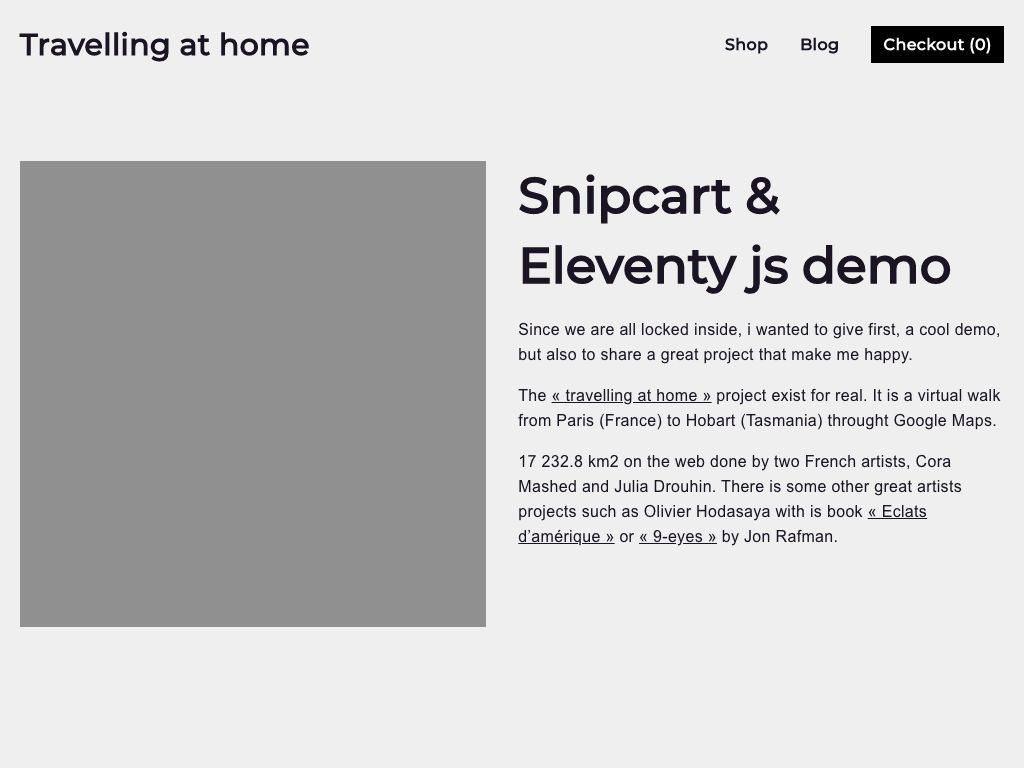 Travelling at home
Shop
Blog
Checkout (0)
Snipcart &
Eleventy js demo
Since we are all locked inside, i wanted to give first, a cool demo,
but also to share a great project that make me happy.
The « travelling at home » project exist for real. It is a virtual walk
from Paris (France) to Hobart (Tasmania) throught Google Maps.
17 232.8 km2 on the web done by two French artists, Cora
Mashed and Julia Drouhin. There is some other great artists
projects such as Olivier Hodasaya with is book « Eclats
d’amérique » or « 9-eyes » by Jon Rafman.